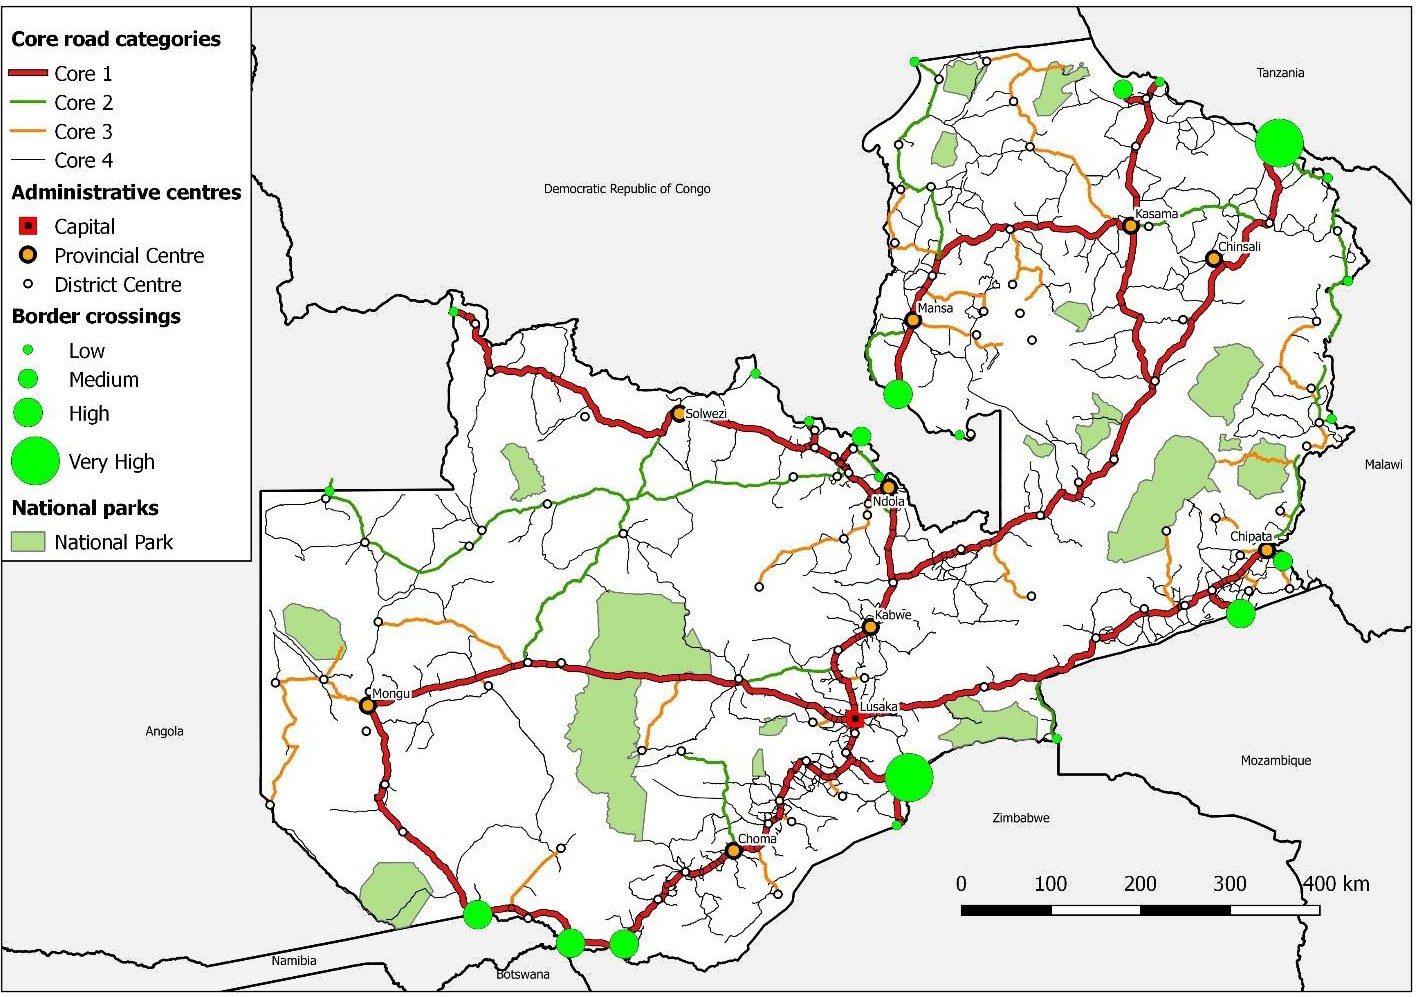 Core road categories
Core 1
Core 2
Core 3
Core 4
Administrative centres
Capital
Provincial Centre
District Centre
Border crossings
Low
Medium
High
Very High
National parks
National Park
Tanzania
Democratic Republic of Congo
Kasama
Chinsali
Mansa
Solwezi
Malawi
Ndola
Chipata
Kabwe
Mongu
Lusaka
Angola
Mozambique
Zimbabwe
Choma
0 100 200 300 400 km
Namibia
Botswana